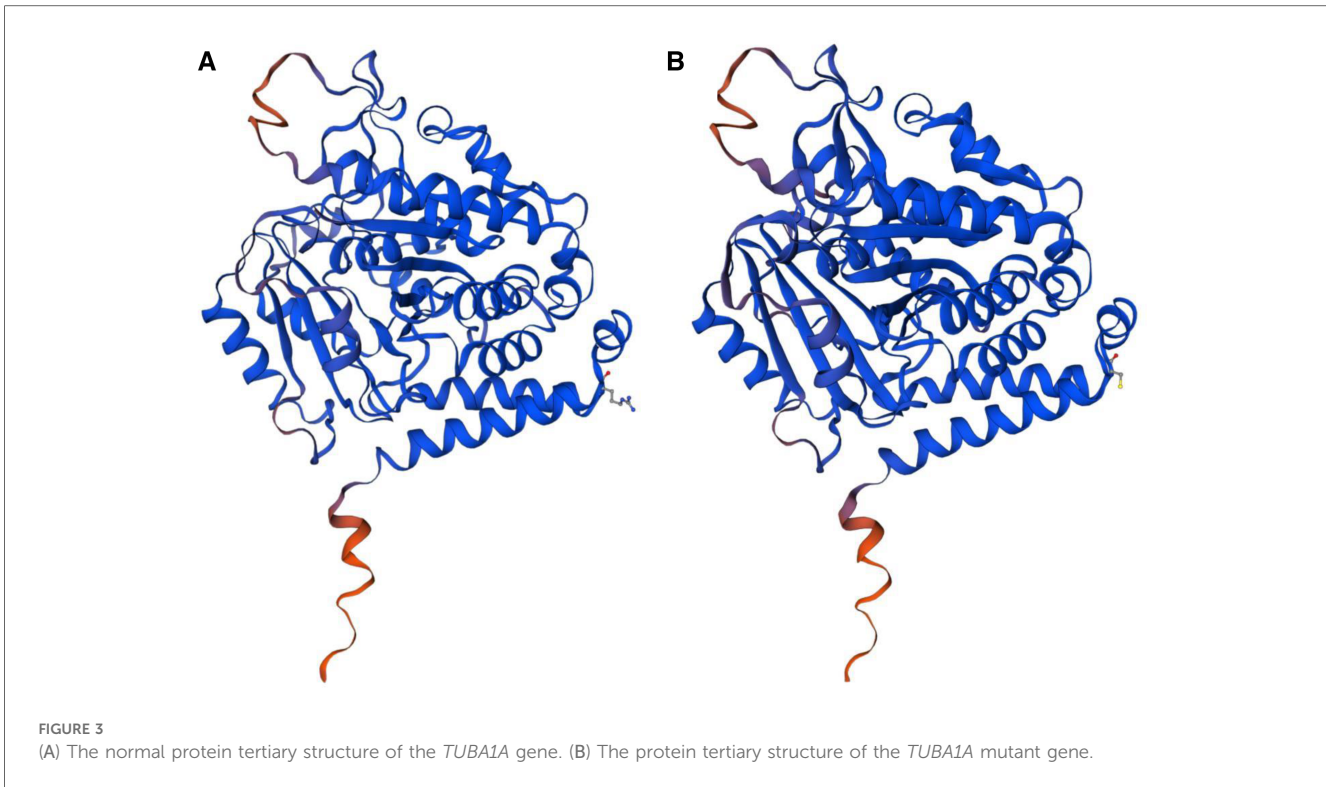 A
B
FIGURE 3
(A) The normal protein tertiary structure of the TUBA1A gene. (B) The protein tertiary structure of the TUBA1A mutant gene.